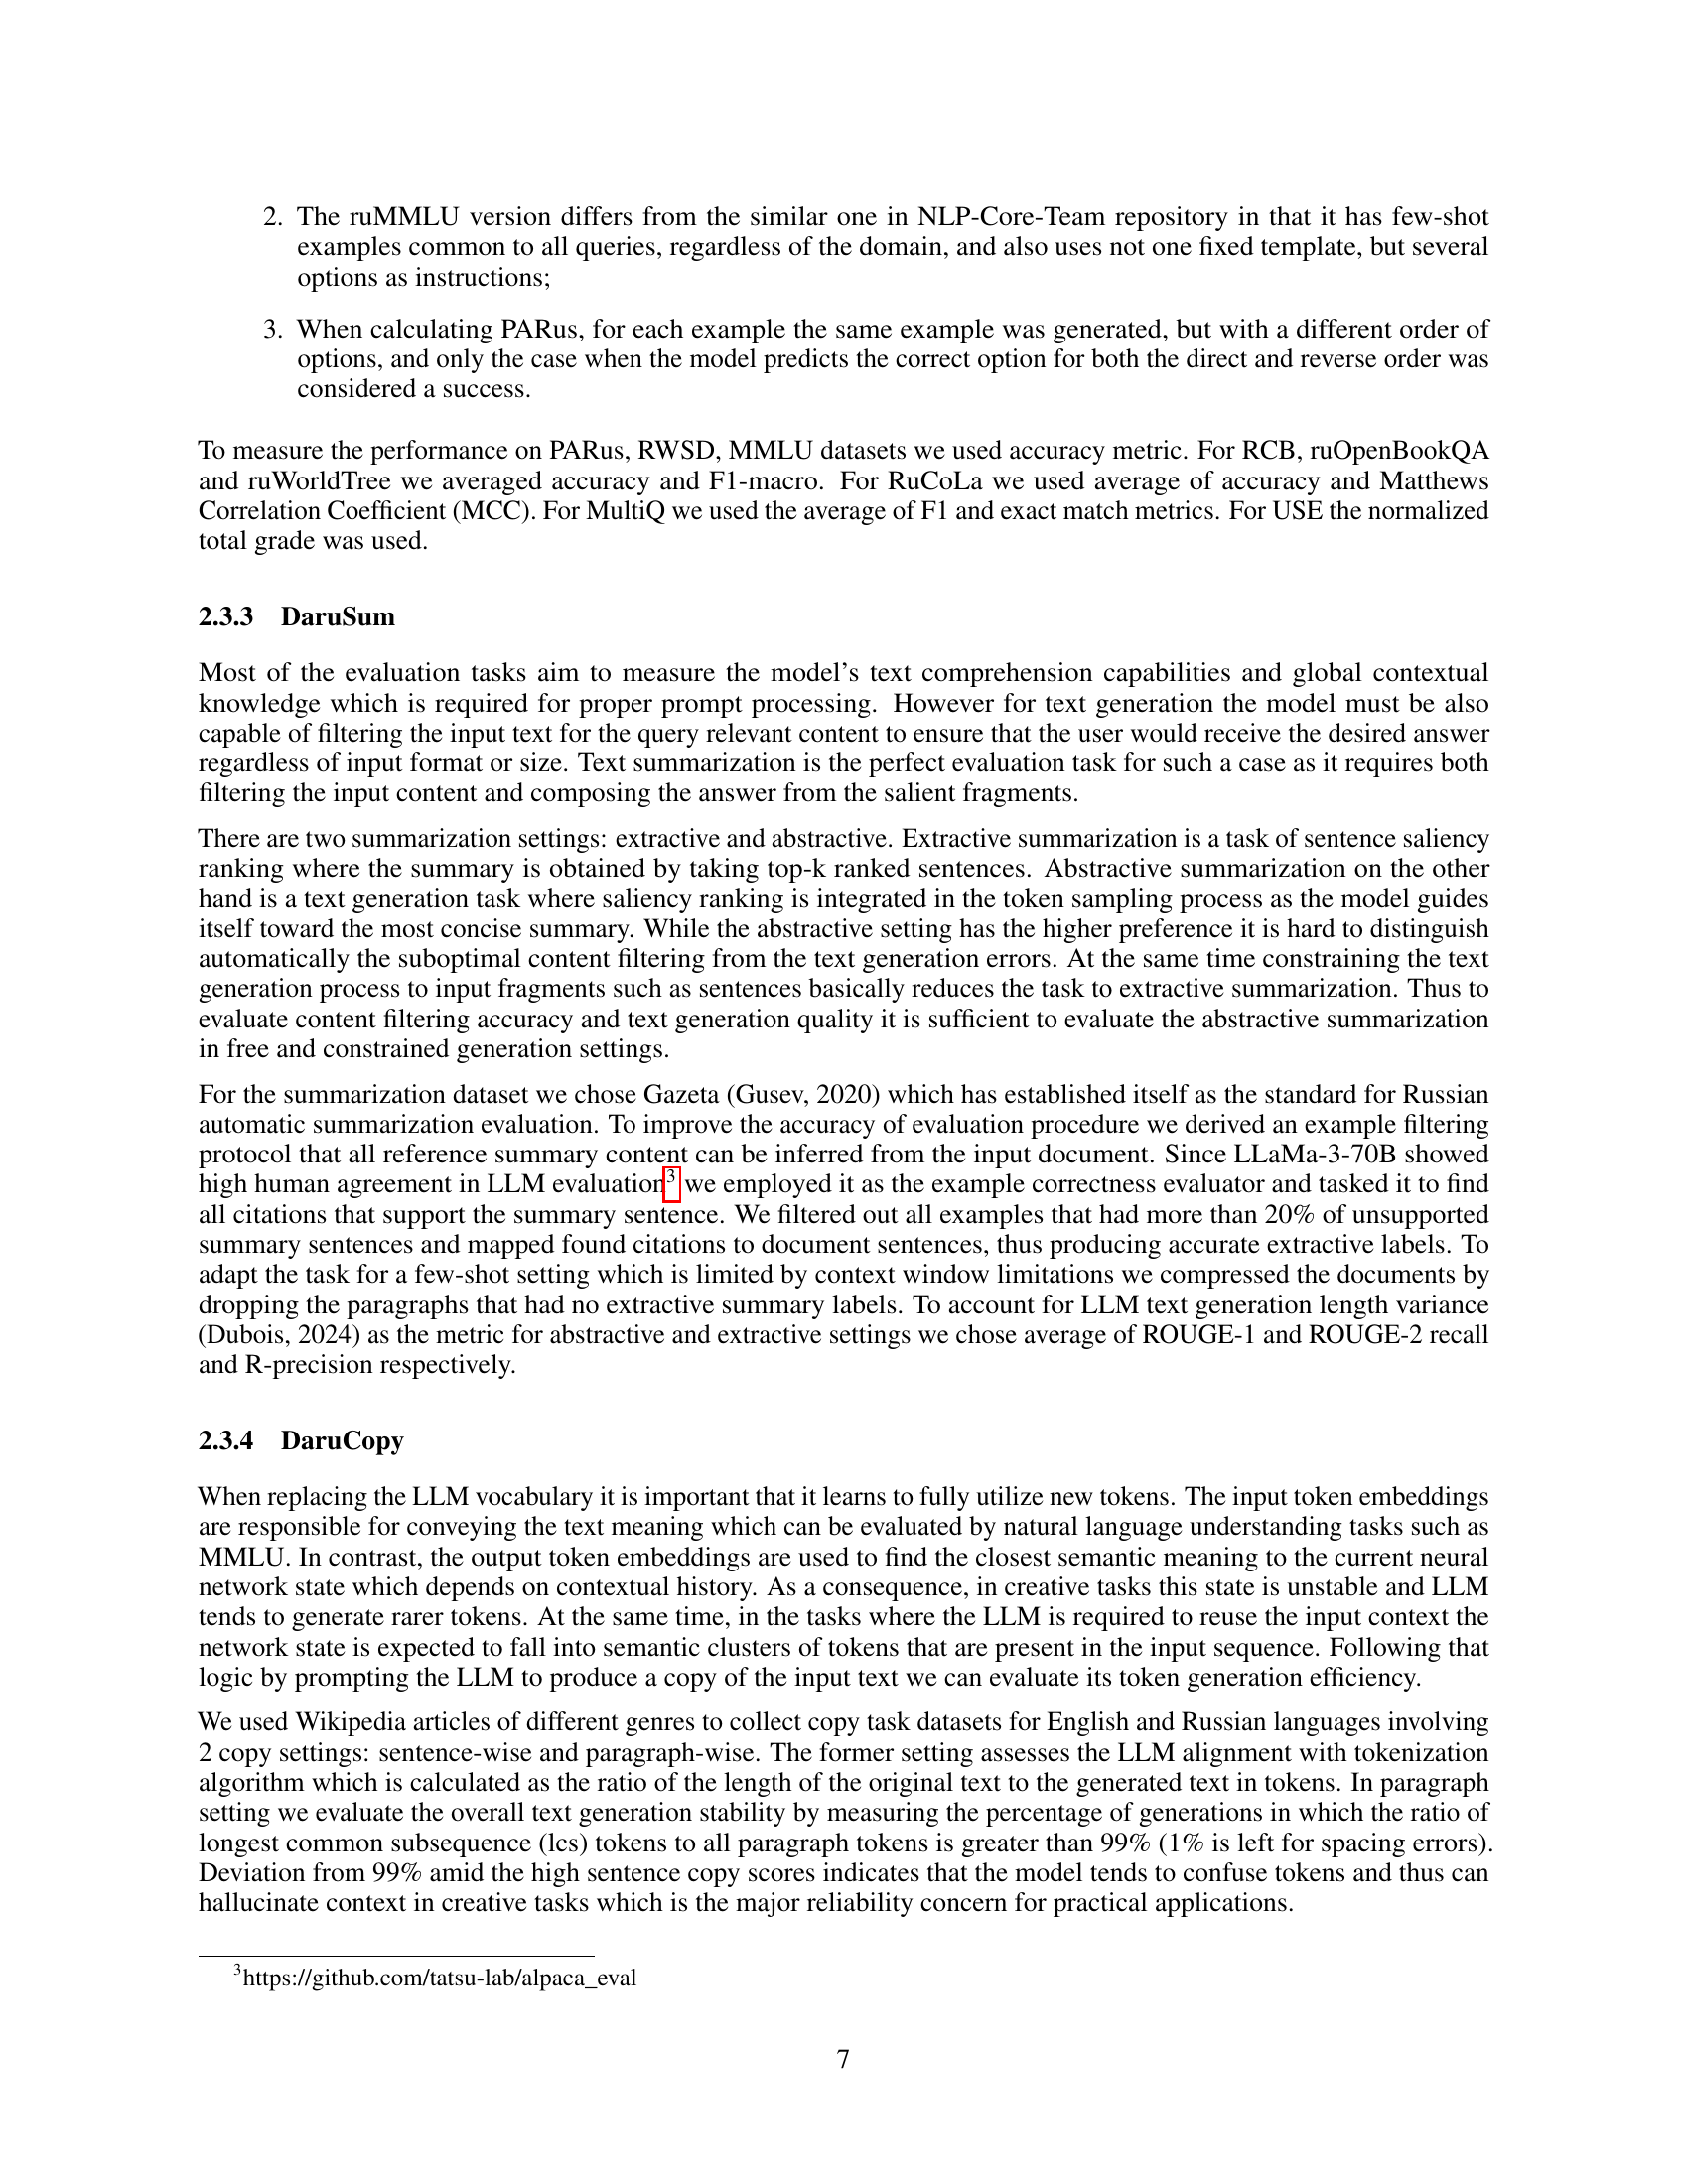 2. The ruMMLU version differs from the similar one in NLP-Core-Team repository in that it has few-shot
examples common to all queries, regardless of the domain, and also uses not one fixed template, but several
options as instructions;
3. When calculating PARus, for each example the same example was generated, but with a different order of
options, and only the case when the model predicts the correct option for both the direct and reverse order was
considered a success.
To measure the performance on PARus, RWSD, MMLU datasets we used accuracy metric. For RCB, ruOpenBookQA
and ruWorldTree we averaged accuracy and F1-macro. For RuCoLa we used average of accuracy and Matthews
Correlation Coefficient (MCC). For MultiQ we used the average of F1 and exact match metrics. For USE the normalized
total grade was used.
2.3.3 DaruSum
Most of the evaluation tasks aim to measure the model's text comprehension capabilities and global contextual
knowledge which is required for proper prompt processing. However for text generation the model must be also
capable of filtering the input text for the query relevant content to ensure that the user would receive the desired answer
regardless of input format or size. Text summarization is the perfect evaluation task for such a case as it requires both
filtering the input content and composing the answer from the salient fragments.
There are two summarization settings: extractive and abstractive. Extractive summarization is a task of sentence saliency
ranking where the summary is obtained by taking top-k ranked sentences. Abstractive summarization on the other
hand is a text generation task where saliency ranking is integrated in the token sampling process as the model guides
itself toward the most concise summary. While the abstractive setting has the higher preference it is hard to distinguish
automatically the suboptimal content filtering from the text generation errors. At the same time constraining the text
generation process to input fragments such as sentences basically reduces the task to extractive summarization. Thus to
evaluate content filtering accuracy and text generation quality it is sufficient to evaluate the abstractive summarization
in free and constrained generation settings.
For the summarization dataset we chose Gazeta (Gusev, 2020) which has established itself as the standard for Russian
automatic summarization evaluation. To improve the accuracy of evaluation procedure we derived an example filtering
protocol that all reference summary content can be inferred from the input document. Since LLaMa-3-70B showed
high human agreement in LLM evaluation3 we employed it as the example correctness evaluator and tasked it to find
all citations that support the summary sentence. We filtered out all examples that had more than 20% of unsupported
summary sentences and mapped found citations to document sentences, thus producing accurate extractive labels. To
adapt the task for a few-shot setting which is limited by context window limitations we compressed the documents by
dropping the paragraphs that had no extractive summary labels. To account for LLM text generation length variance
(Dubois, 2024) as the metric for abstractive and extractive settings we chose average of ROUGE-1 and ROUGE-2 recall
and R-precision respectively.
2.3.4 DaruCopy
When replacing the LLM vocabulary it is important that it learns to fully utilize new tokens. The input token embeddings
are responsible for conveying the text meaning which can be evaluated by natural language understanding tasks such as
MMLU. In contrast, the output token embeddings are used to find the closest semantic meaning to the current neural
network state which depends on contextual history. As a consequence, in creative tasks this state is unstable and LLM
tends to generate rarer tokens. At the same time, in the tasks where the LLM is required to reuse the input context the
network state is expected to fall into semantic clusters of tokens that are present in the input sequence. Following that
logic by prompting the LLM to produce a copy of the input text we can evaluate its token generation efficiency.
We used Wikipedia articles of different genres to collect copy task datasets for English and Russian languages involving
2 copy settings: sentence-wise and paragraph-wise. The former setting assesses the LLM alignment with tokenization
algorithm which is calculated as the ratio of the length of the original text to the generated text in tokens. In paragraph
setting we evaluate the overall text generation stability by measuring the percentage of generations in which the ratio of
longest common subsequence (lcs) tokens to all paragraph tokens is greater than 99% (1% is left for spacing errors).
Deviation from 99% amid the high sentence copy scores indicates that the model tends to confuse tokens and thus can
hallucinate context in creative tasks which is the major reliability concern for practical applications.
3https://github.com/tatsu-lab/alpaca_eval
7